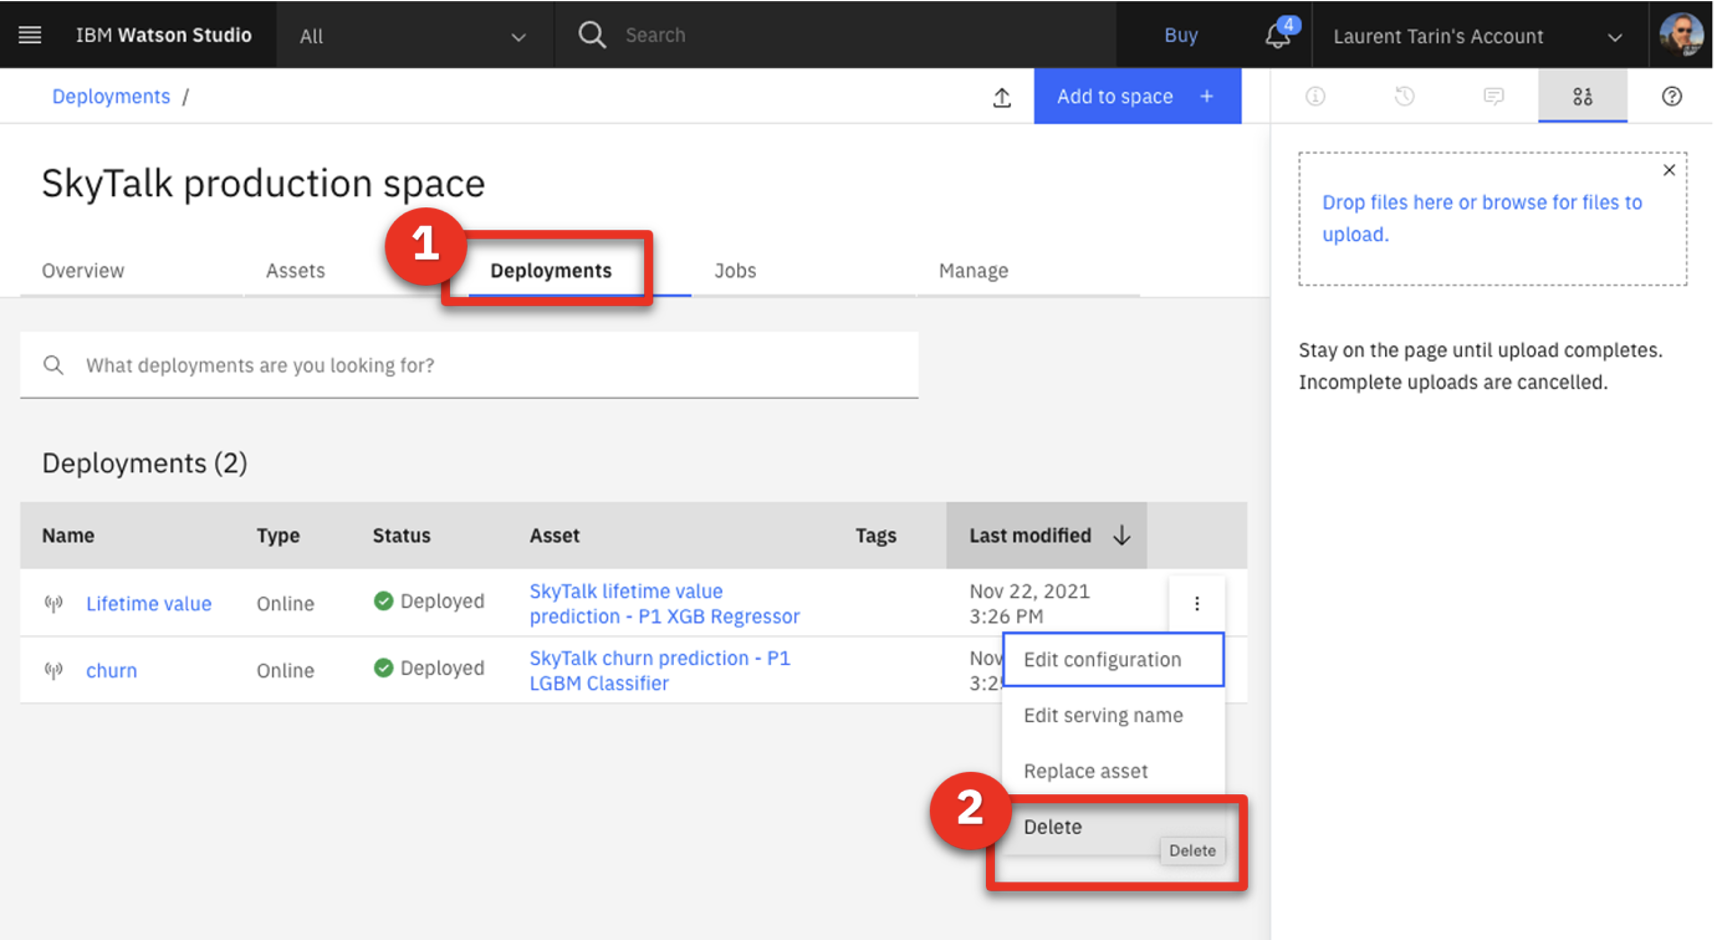 IBM Watson Studio
All
Search
Buy
4
Laurent Tarin's Account
Deployments /
Add to space +
Drop files here or browse for files to
upload.
SkyTalk production space
1
Overview
Assets
Deployments
Jobs
Manage
What deployments are you looking for?
Stay on the page until upload completes.
Incomplete uploads are cancelled.
Deployments (2)
Name Type Status Asset Tags Last modified
Lifetime value Online Deployed SkyTalk lifetime value
prediction - P1 XGB Regressor
Nov 22, 2021
3:26 PM
churn Online Deployed SkyTalk churn prediction - P1
LGBM Classifier
Nov
Edit configuration
Edit serving name
Replace asset
2
Delete
Delete